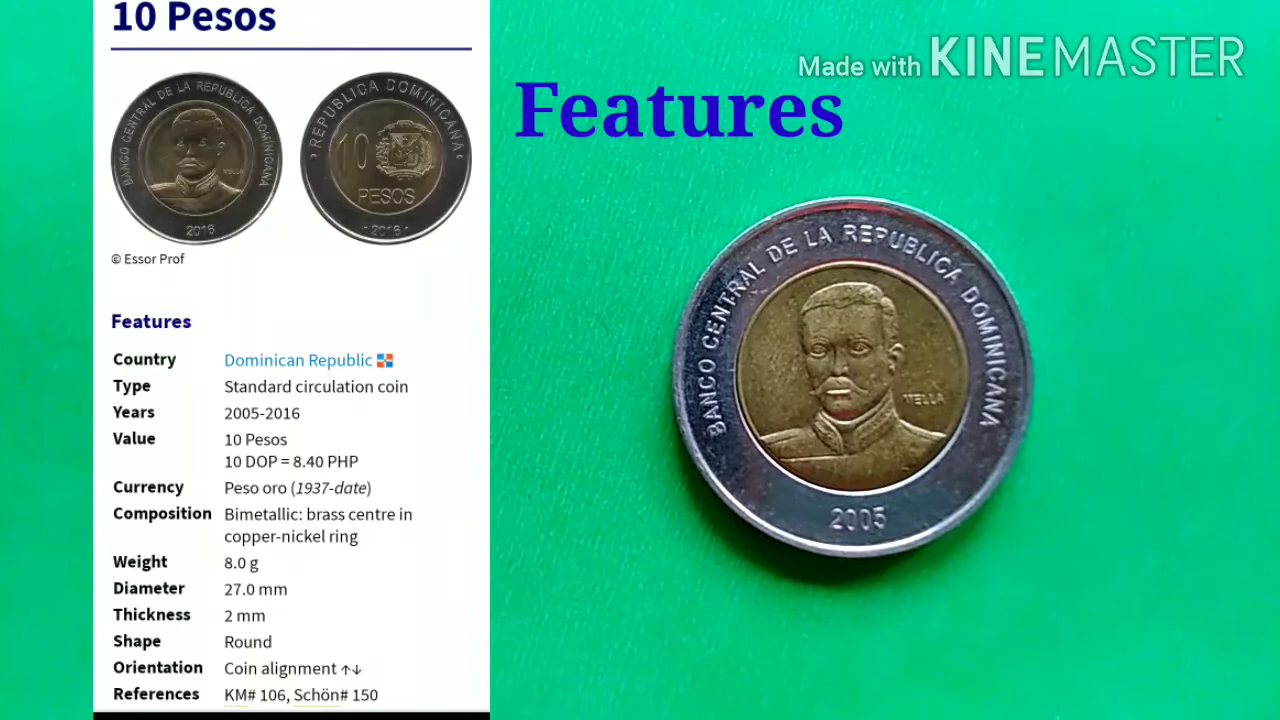 10 Pesos
BANCO CENTRAL DE LA REPUBLICA DOMINICANA
MELLA
2016
REPUBLICA DOMINICANA
10
PESOS
2016
© Essor Prof
Features
Country Dominican Republic
Type Standard circulation coin
Years 2005-2016
Value 10 Pesos
10 DOP = 8.40 PHP
Currency Peso oro (1937-date)
Composition Bimetallic: brass centre in
copper-nickel ring
Weight 8.0 g
Diameter 27.0 mm
Thickness 2 mm
Shape Round
Orientation Coin alignment ↑↓
References KM# 106, Schön# 150
Made with KINEMASTER
Features
BANCO CENTRAL DE LA REPUBLICA DOMINICANA
MELLA
2005